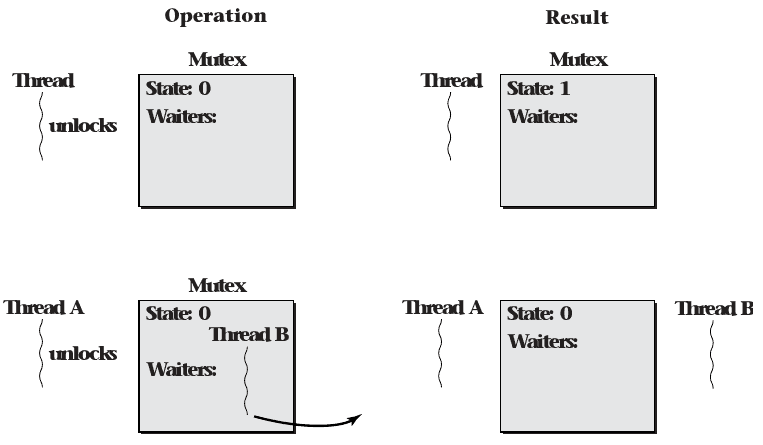 Operation
Result
Mutex
Mutex
Thread
State: 0
Thread
State: 1
Waiters:
Waiters:
unlocks
Mutex
Thread A
State: 0
Thread A
State: 0
Thread B
Thread B
Waiters:
unlocks
Waiters: